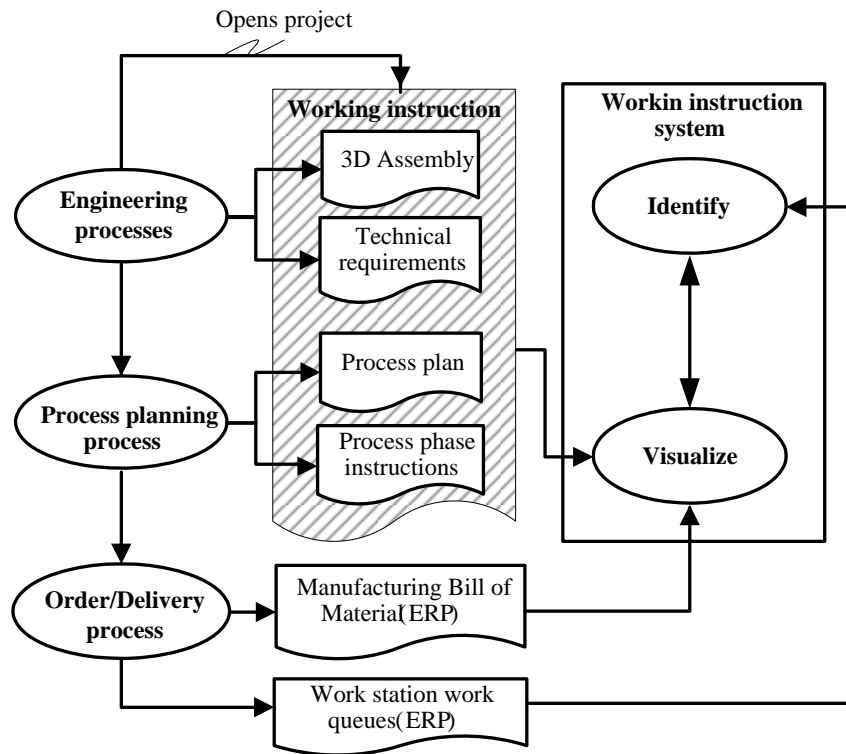 Opens project
Working instruction
3D Assembly
Technical
requirements
Process plan
Process phase
instructions
Engineering
processes
Process planning
process
Order/Delivery
process
Manufacturing Bill of
Material(ERP)
Work station work
queues(ERP)
Workin instruction
system
Identify
Visualize